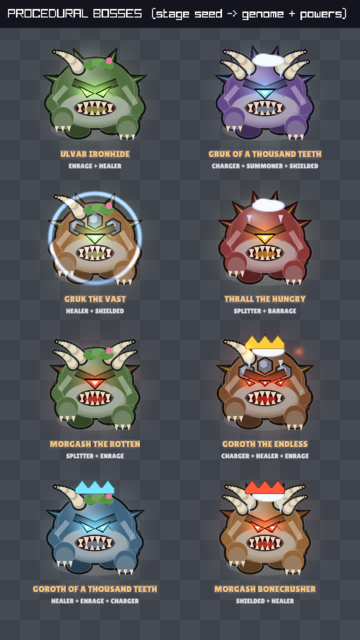 PROCEDURAL BOSSES (stage seed -> genome + powers)
ULVAR IRONHIDE
ENRAGE + HEALER
GRUK OF A THOUSAND TEETH
CHARGER + SUMMONER + SHIELDED
GRUK THE VAST
HEALER + SHIELDED
THRALL THE HUNGRY
SPLITTER + BARRAGE
MORGASH THE ROTTEN
SPLITTER + ENRAGE
GOROTH THE ENDLESS
CHARGER + HEALER + ENRAGE
GOROTH OF A THOUSAND TEETH
HEALER + ENRAGE + CHARGER
MORGASH BONECRUSHER
SHIELDED + HEALER